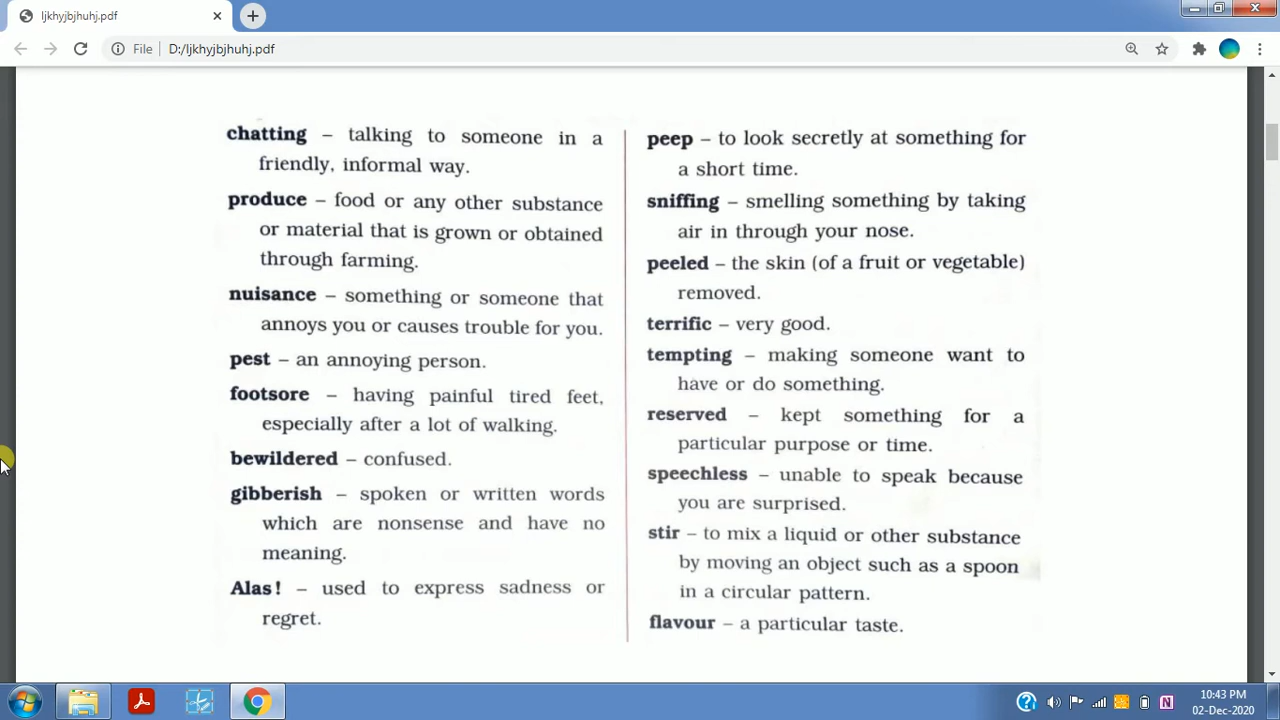 ljkhyjbjhuhj.pdf
File
D:/ljkhyjbjhuhj.pdf
chatting – talking to someone in a
friendly, informal way.
produce – food or any other substance
or material that is grown or obtained
through farming.
nuisance – something or someone that
annoys you or causes trouble for you.
pest – an annoying person.
footsore – having painful tired feet,
especially after a lot of walking.
bewildered – confused.
gibberish – spoken or written words
which are nonsense and have no
meaning.
Alas! – used to express sadness or
regret.
peep – to look secretly at something for
a short time.
sniffing – smelling something by taking
air in through your nose.
peeled – the skin (of a fruit or vegetable)
removed.
terrific – very good.
tempting – making someone want to
have or do something.
reserved – kept something for a
particular purpose or time.
speechless – unable to speak because
you are surprised.
stir – to mix a liquid or other substance
by moving an object such as a spoon
in a circular pattern.
flavour – a particular taste.
10:43 PM
02-Dec-2020